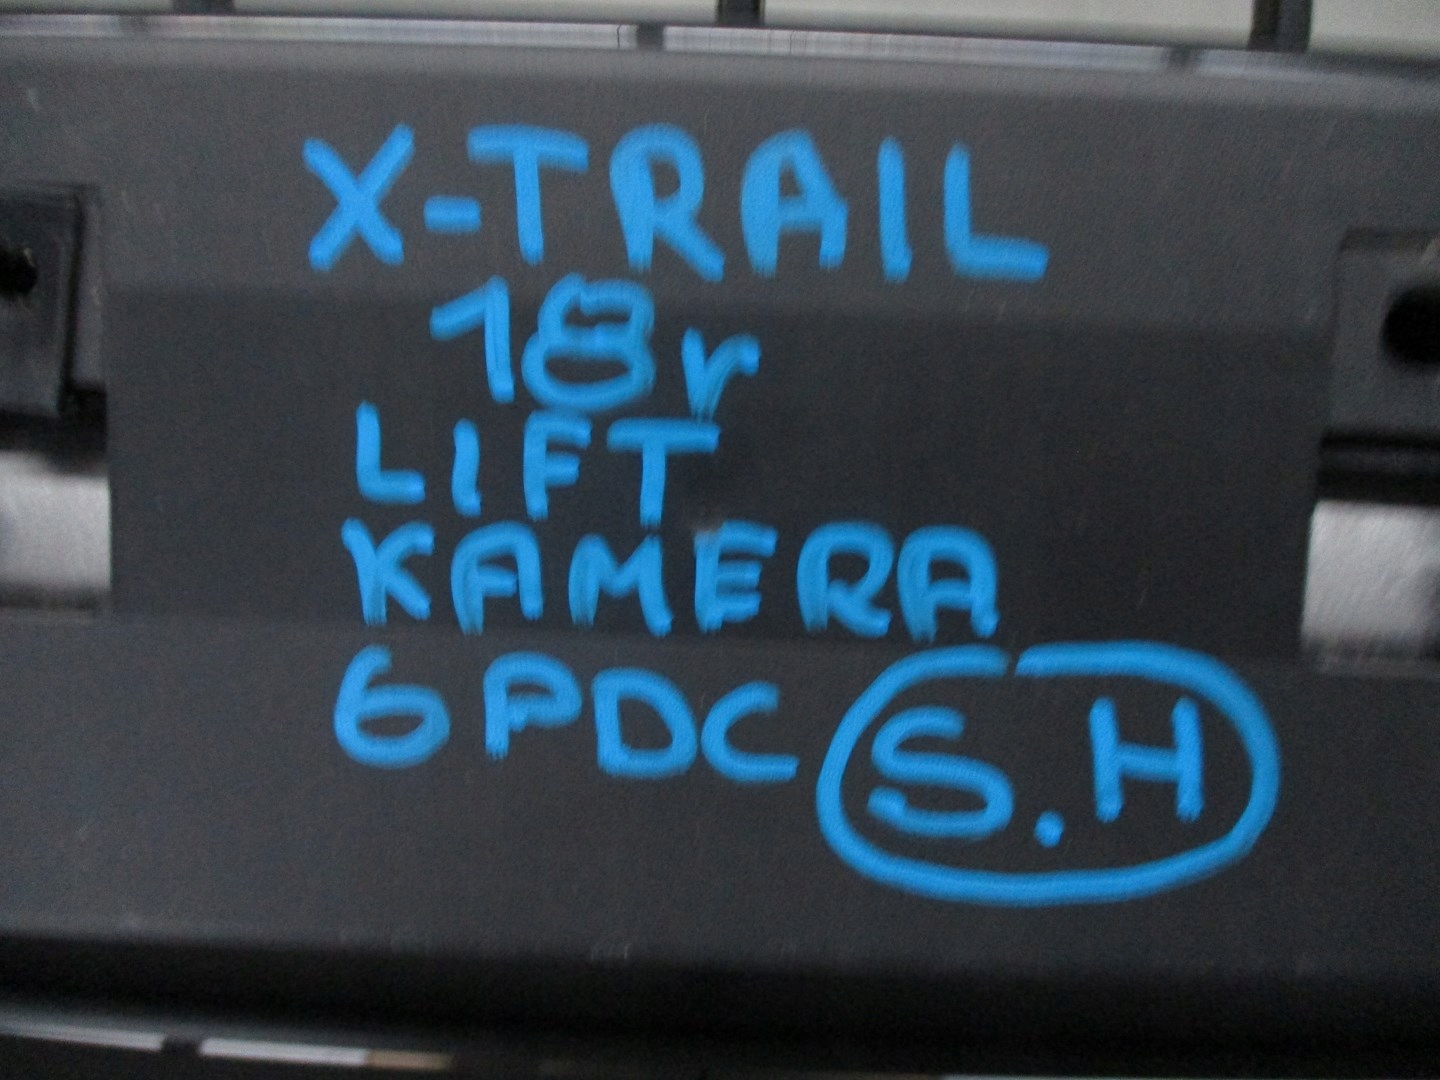 X-TRAIL
18r
LIFT
KAMERA
6PDC S.H